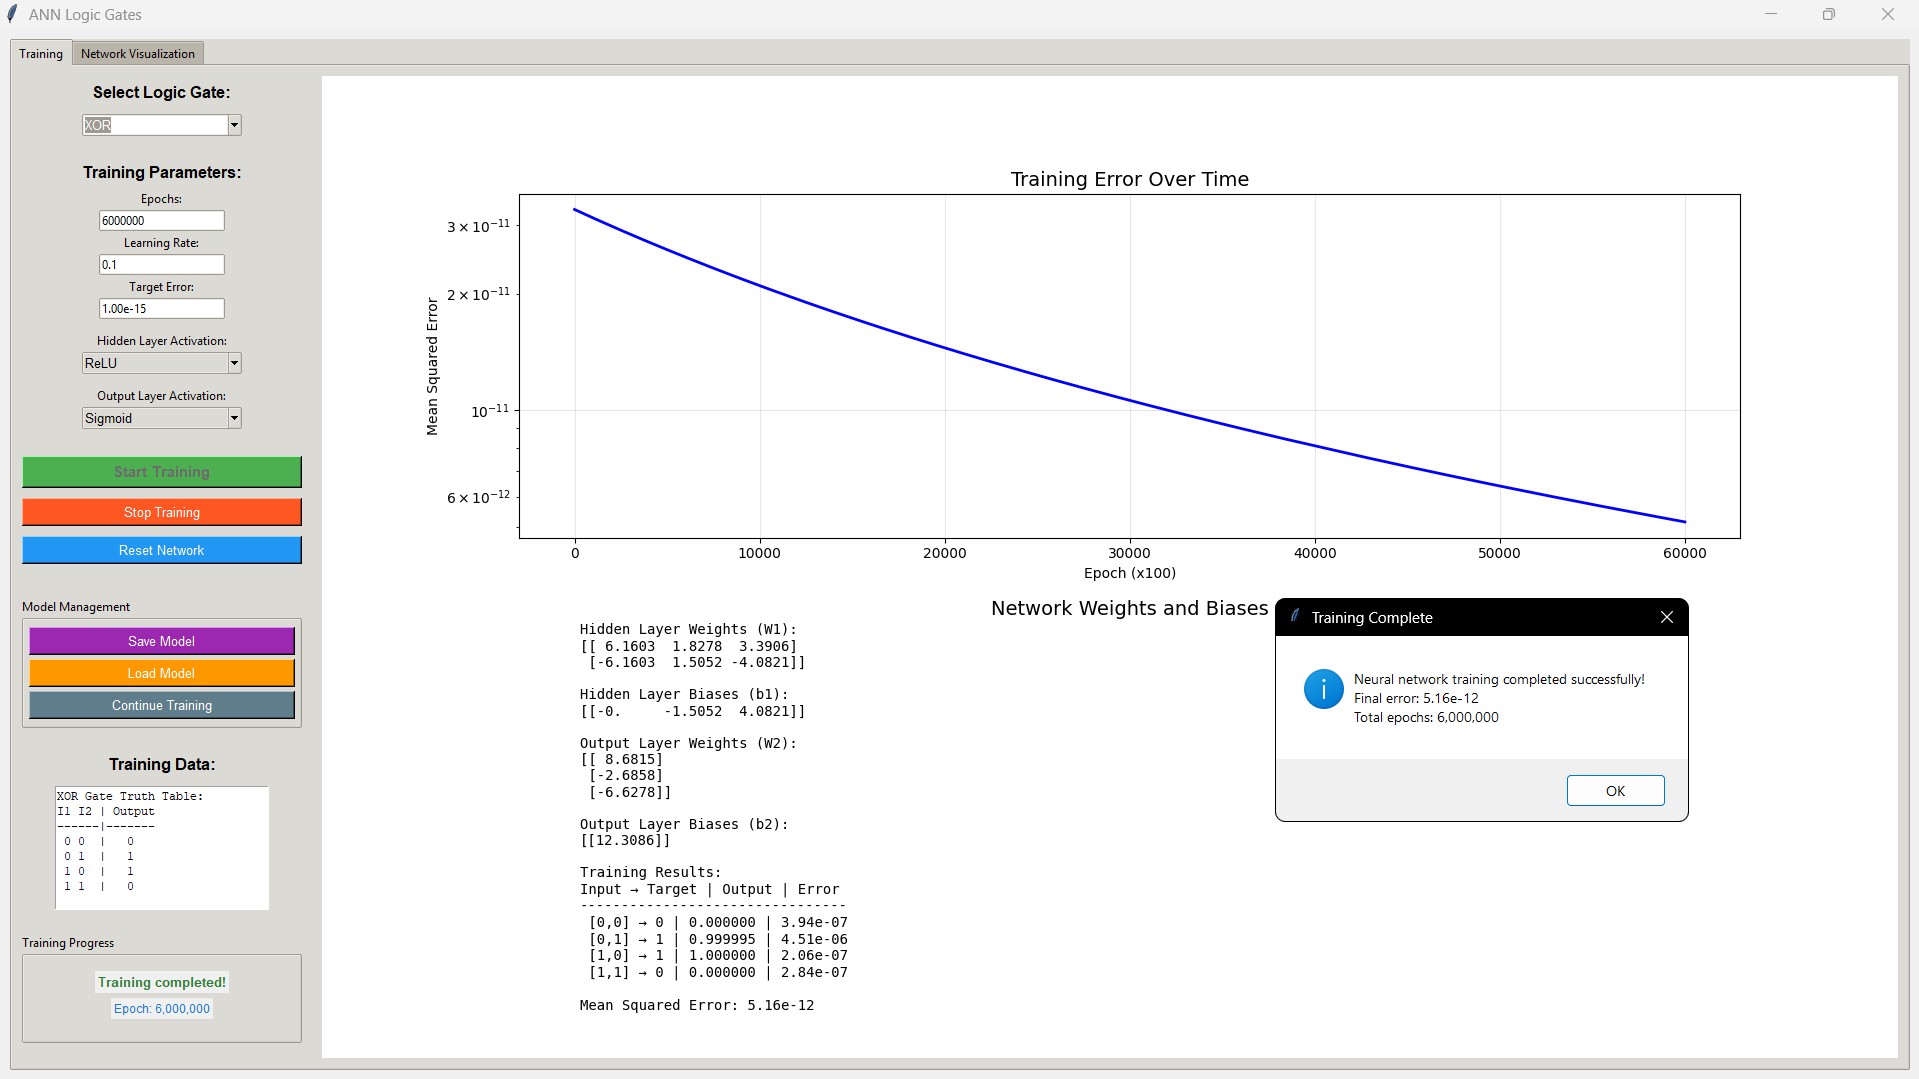 ANN Logic Gates
Training
Network Visualization
Select Logic Gate:
XOR
Training Parameters:
Epochs:
6000000
Learning Rate:
0.1
Target Error:
1.00e-15
Hidden Layer Activation:
ReLU
Output Layer Activation:
Sigmoid
Start Training
Stop Training
Reset Network
Model Management
Save Model
Load Model
Continue Training
Training Data:
XOR Gate Truth Table:
I1 I2 | Output
------|-------
0 0 | 0
0 1 | 1
1 0 | 1
1 1 | 0
Training Progress
Training completed!
Epoch: 6,000,000
Training Error Over Time
Mean Squared Error
3 × 10⁻¹¹
2 × 10⁻¹¹
10⁻¹¹
6 × 10⁻¹²
0 10000 20000 30000 40000 50000 60000
Epoch (x100)
Network Weights and Biases
Hidden Layer Weights (W1):
[[ 6.1603 1.8278 3.3906]
[-6.1603 1.5052 -4.0821]]
Hidden Layer Biases (b1):
[[-0. -1.5052 4.0821]]
Output Layer Weights (W2):
[[ 8.6815]
[-2.6858]
[-6.6278]]
Output Layer Biases (b2):
[[12.3086]]
Training Results:
Input → Target | Output | Error
--------------------------------
[0,0] → 0 | 0.000000 | 3.94e-07
[0,1] → 1 | 0.999995 | 4.51e-06
[1,0] → 1 | 1.000000 | 2.06e-07
[1,1] → 0 | 0.000000 | 2.84e-07
Mean Squared Error: 5.16e-12
Training Complete
Neural network training completed successfully!
Final error: 5.16e-12
Total epochs: 6,000,000
OK